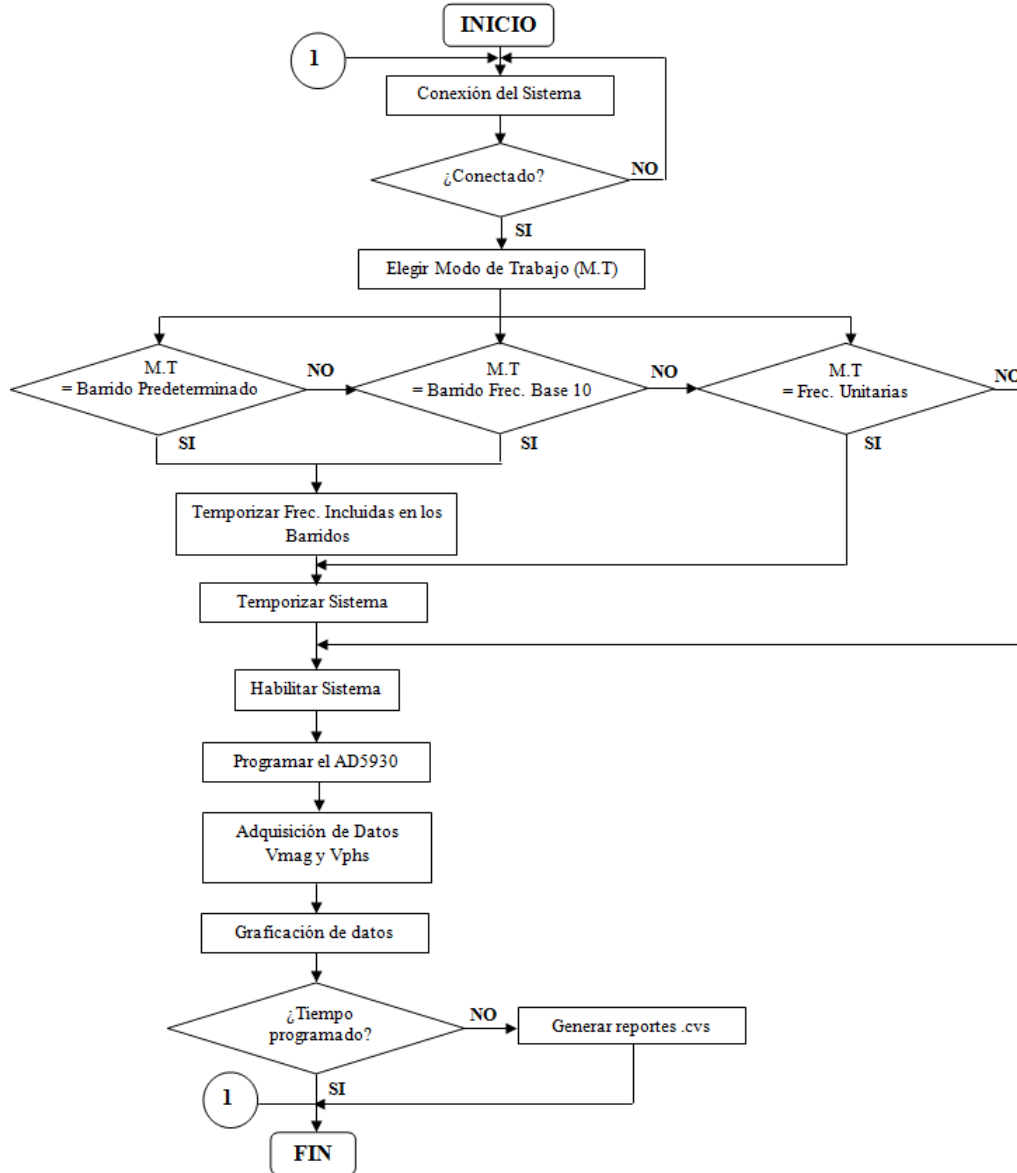 INICIO
1
Conexión del Sistema
¿Conectado?
NO
SI
Elegir Modo de Trabajo (M.T)
M.T
= Barrido Predeterminado
NO
M.T
= Barrido Frec. Base 10
NO
M.T
= Frec. Unitarias
NO
SI
SI
SI
Temporizar Frec. Incluidas en los
Barridos
Temporizar Sistema
Habilitar Sistema
Programar el AD5930
Adquisición de Datos
Vmag y Vphs
Graficación de datos
¿Tiempo
programado?
NO
Generar reportes .cvs
SI
1
FIN